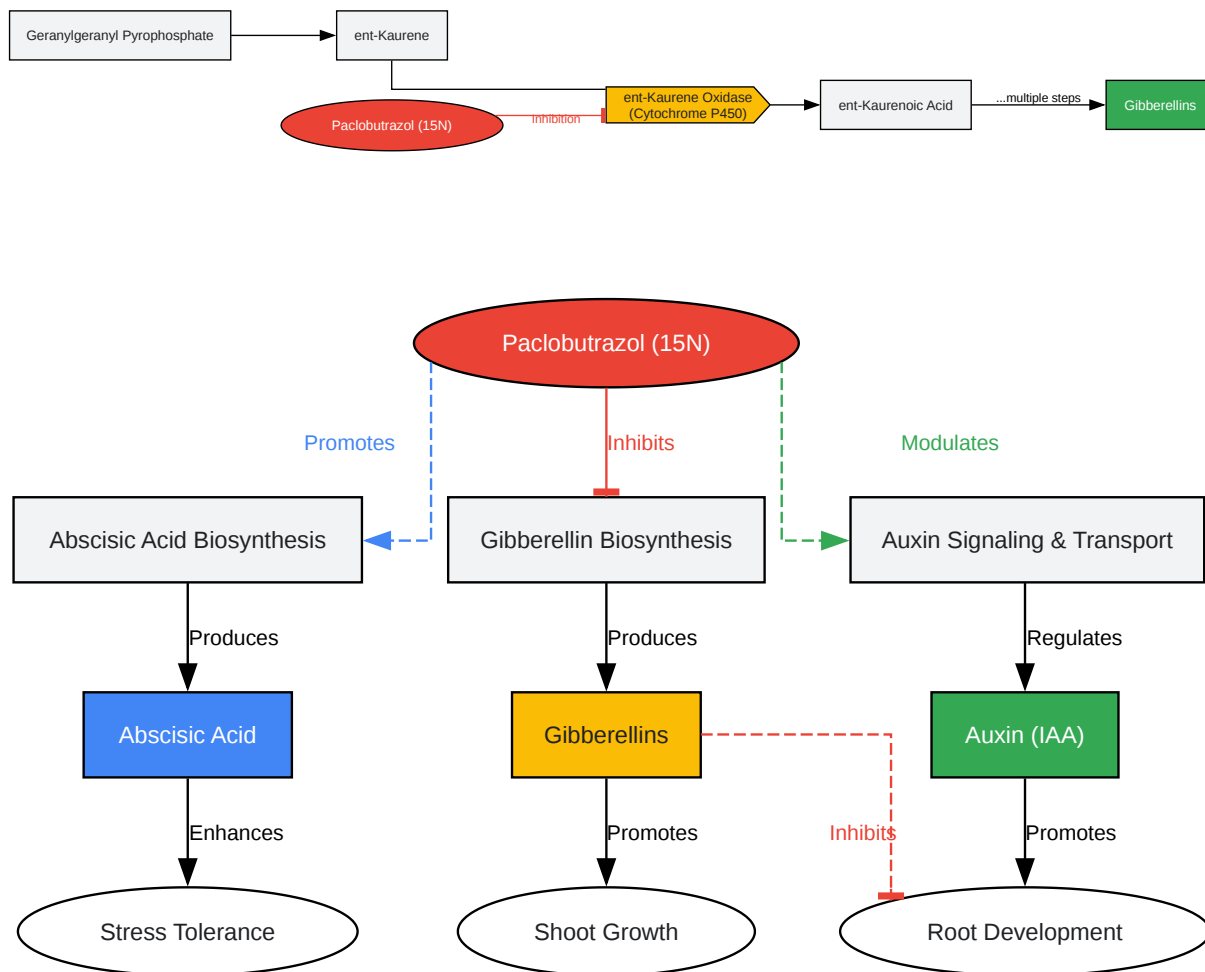 Geranylgeranyl Pyrophosphate
ent-Kaurene
ent-Kaurene Oxidase
(Cytochrome P450)
ent-Kaurenoic Acid
...multiple steps
Gibberellins
Paclobutrazol (15N)
Inhibition
Paclobutrazol (15N)
Promotes
Inhibits
Modulates
Abscisic Acid Biosynthesis
Gibberellin Biosynthesis
Auxin Signaling & Transport
Produces
Produces
Regulates
Abscisic Acid
Gibberellins
Auxin (IAA)
Enhances
Promotes
Inhibits
Promotes
Stress Tolerance
Shoot Growth
Root Development